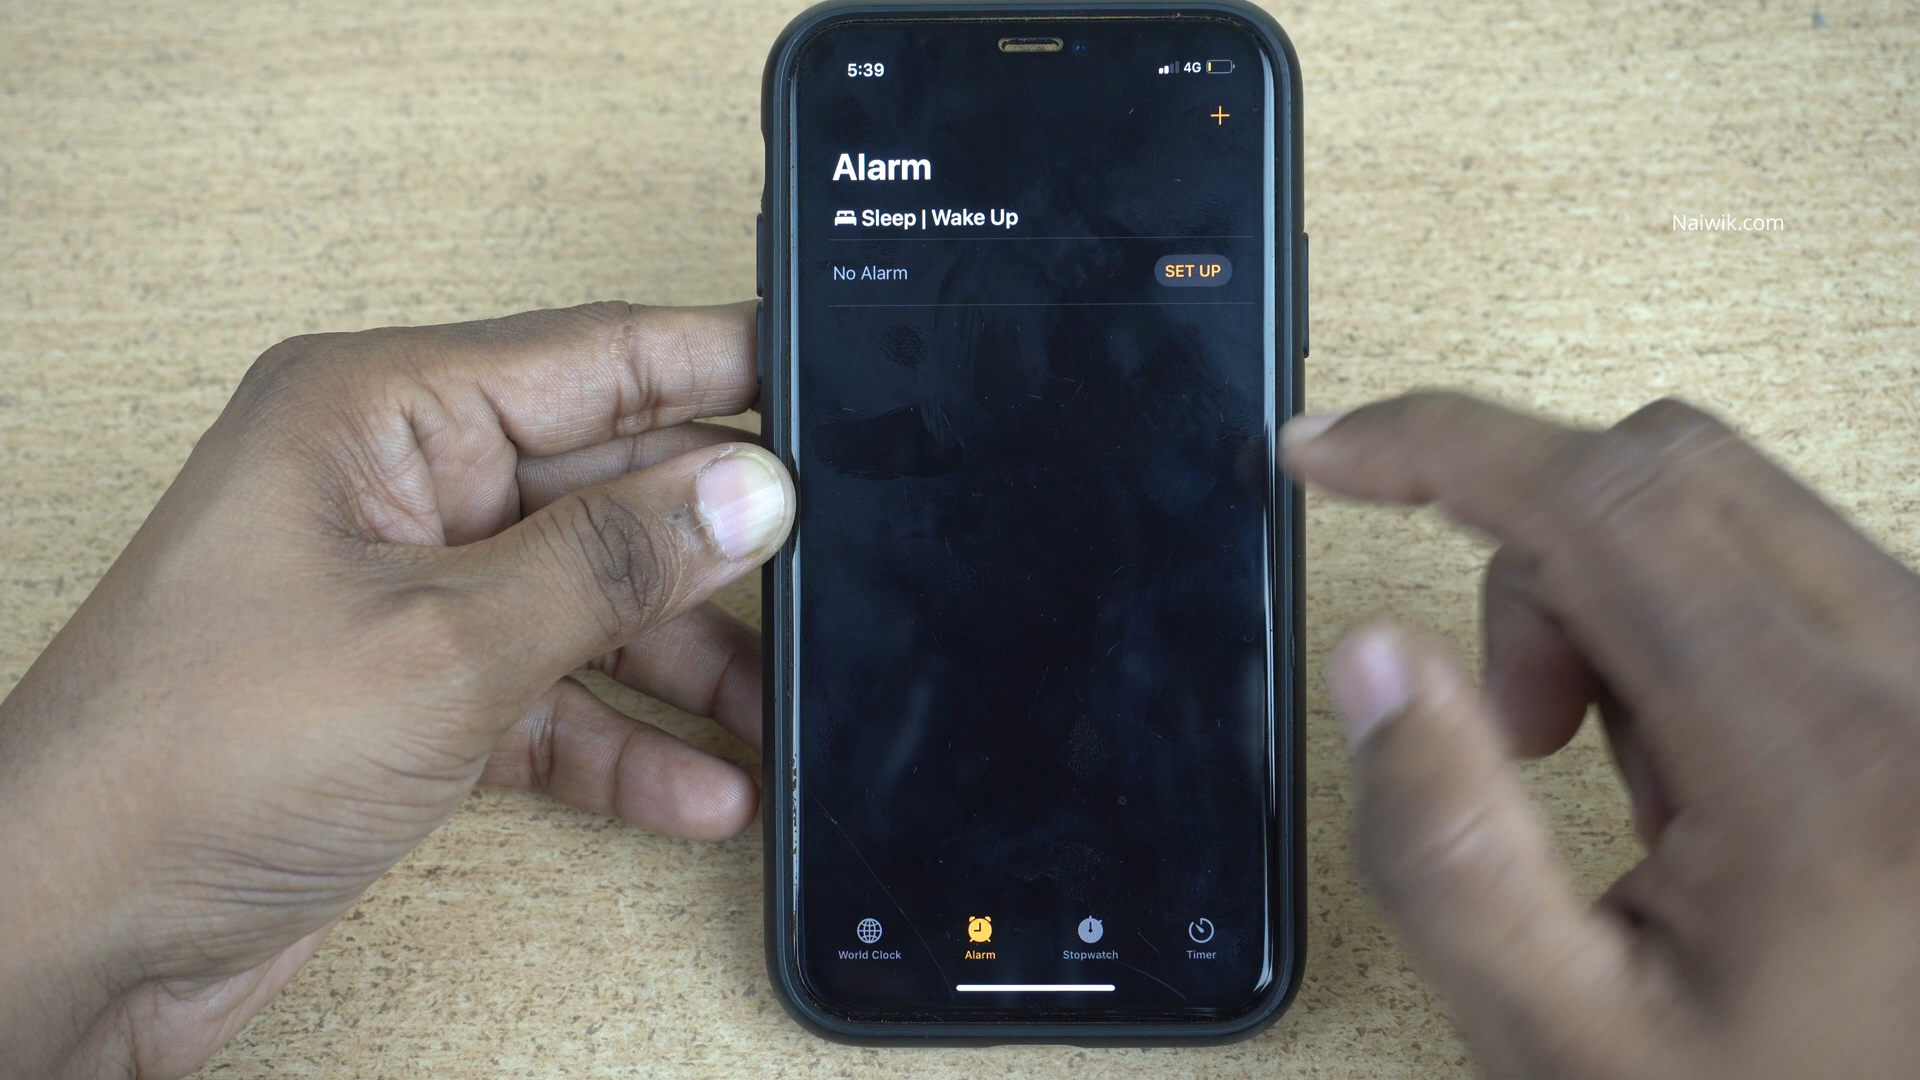 5:39
4G
Naiwik.com
Alarm
Sleep | Wake Up
No Alarm
SET UP
World Clock
Alarm
Stopwatch
Timer